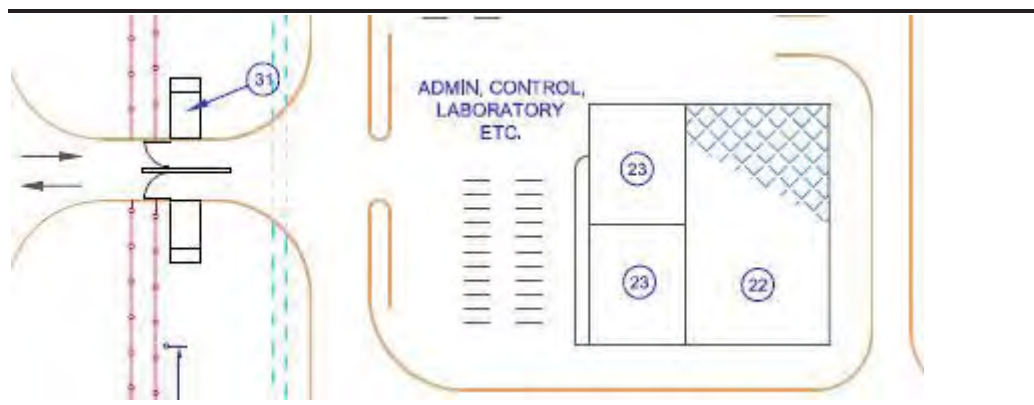 31
ADMIN, CONTROL,
LABORATORY
ETC.
23
23
22